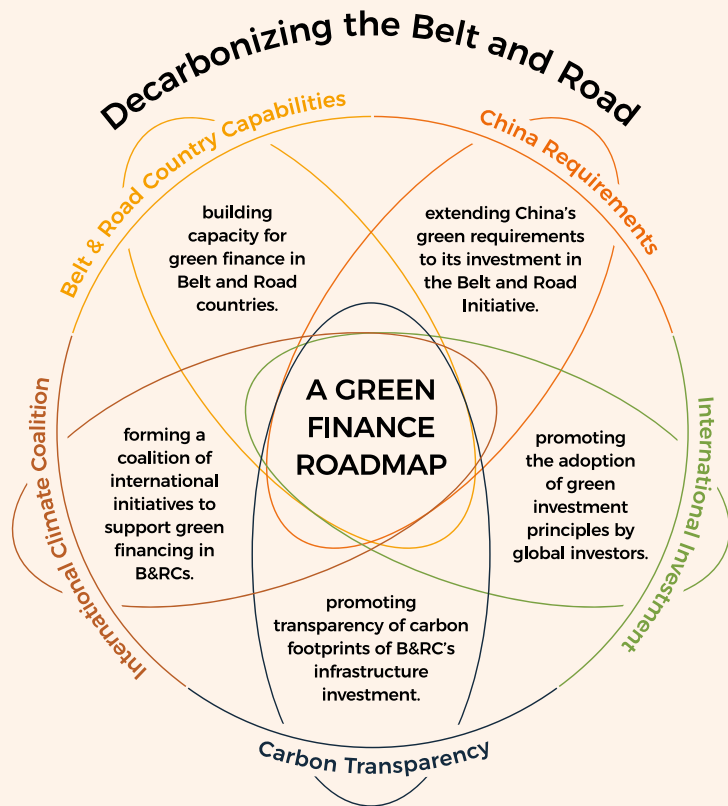 Decarbonizing the Belt and Road
Belt & Road Country Capabilities
China Requirements
building
capacity for
green finance in
Belt and Road
countries.
extending China's
green requirements
to its investment in
the Belt and Road
Initiative.
A GREEN
FINANCE
ROADMAP
International Climate Coalition
forming a
coalition of
international
initiatives to
support green
financing in
B&RCs.
promoting
the adoption
of green
investment
principles by
global investors.
International Investment
promoting
transparency of carbon
footprints of B&RC's
infrastructure
investment.
Carbon Transparency